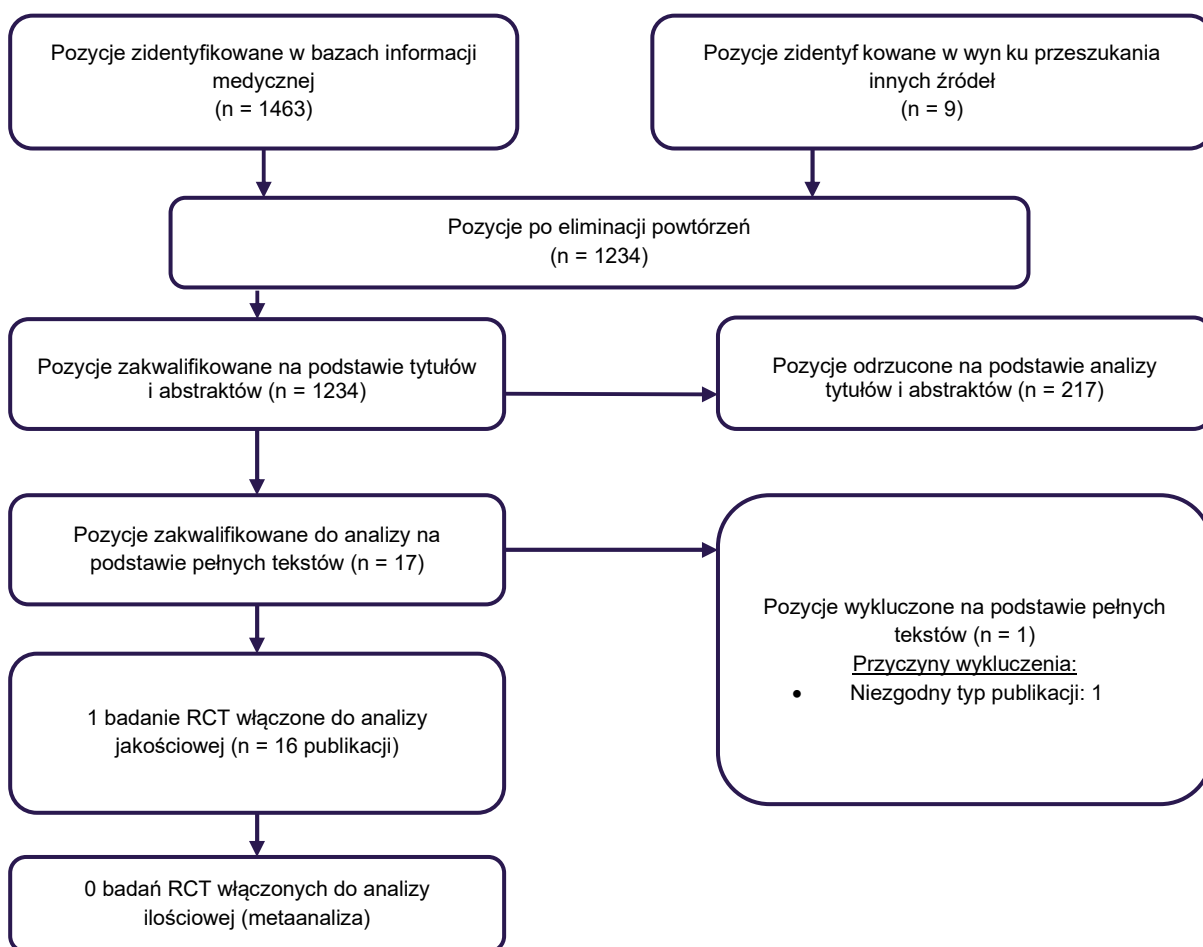 Pozycje zidentyfikowane w bazach informacji
medycznej
(n = 1463)
Pozycje zidentyf kowane w wyn ku przeszukania
innych źródeł
(n = 9)
Pozycje po eliminacji powtórzeń
(n = 1234)
Pozycje zakwalifikowane na podstawie tytułów
i abstraktów (n = 1234)
Pozycje odrzucone na podstawie analizy
tytułów i abstraktów (n = 217)
Pozycje zakwalifikowane do analizy na
podstawie pełnych tekstów (n = 17)
Pozycje wykluczone na podstawie pełnych
tekstów (n = 1)
Przyczyny wykluczenia:
• Niezgodny typ publikacji: 1
1 badanie RCT włączone do analizy
jakościowej (n = 16 publikacji)
0 badań RCT włączonych do analizy
ilościowej (metaanaliza)